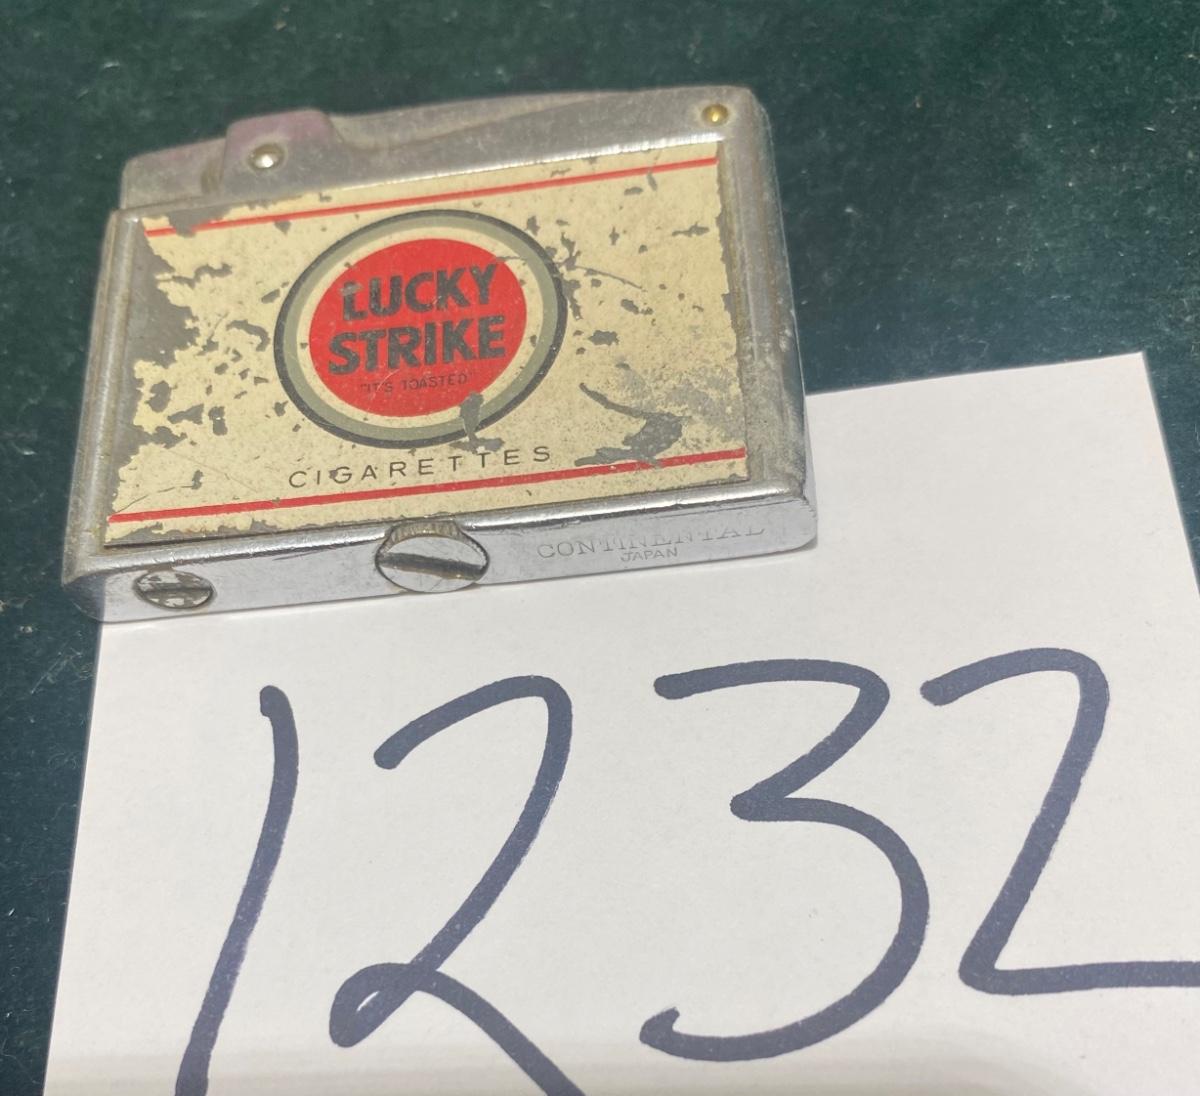 LUCKY
STRIKE
"IT'S TOASTED"
CIGARETTES
CONTINENTAL
JAPAN
1232